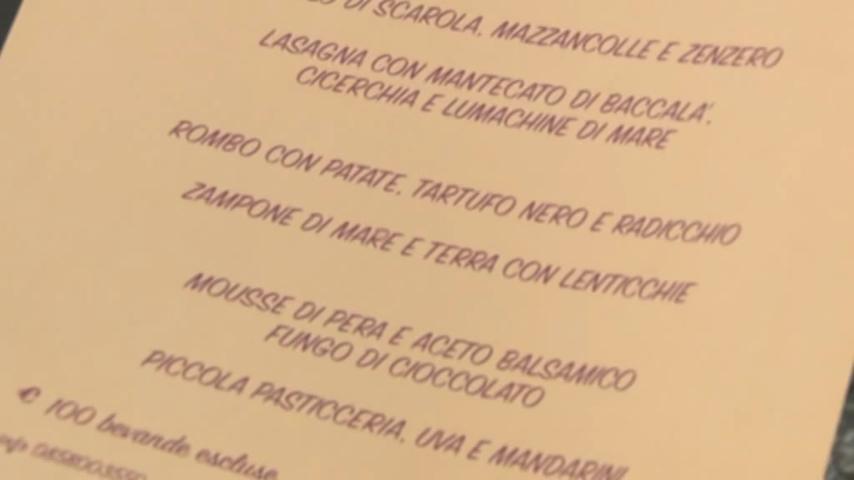 DI SCAROLA, MAZZANCOLLE E ZENZERO
LASAGNA CON MANTECATO DI BACCALA',
CICERCHIA E LUMACHINE DI MARE
ROMBO CON PATATE, TARTUFO NERO E RADICCHIO
ZAMPONE DI MARE E TERRA CON LENTICCHIE
MOUSSE DI PERA E ACETO BALSAMICO
FUNGO DI CIOCCOLATO
PICCOLA PASTICCERIA, UVA E MANDARINI
€ 100 bevande escluse